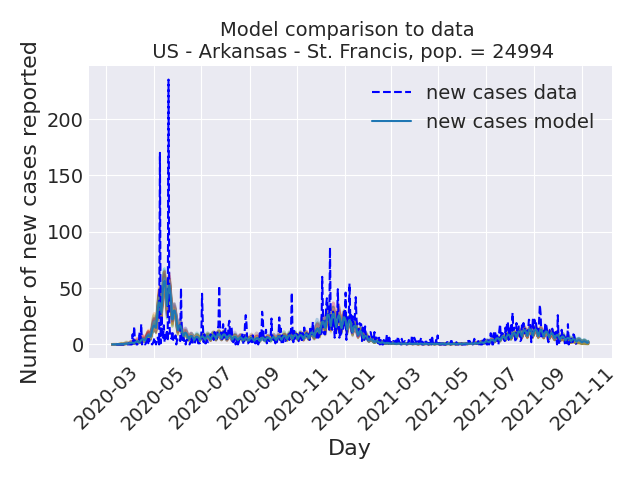 Model comparison to data
US - Arkansas - St. Francis, pop. = 24994
Number of new cases reported
200
150
100
50
0
new cases data
new cases model
2020-03
2020-05
2020-07
2020-09
2020-11
2021-01
2021-03
2021-05
2021-07
2021-09
2021-11
Day